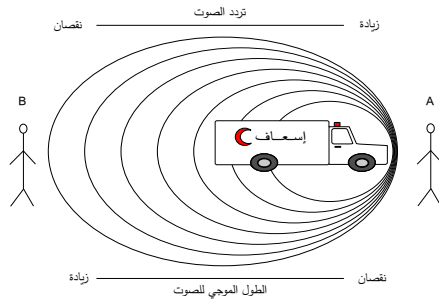 تردد الصوت
زيادة
نقصان
B
A
إسعاف
زيادة
نقصان
الطول الموجي للصوت